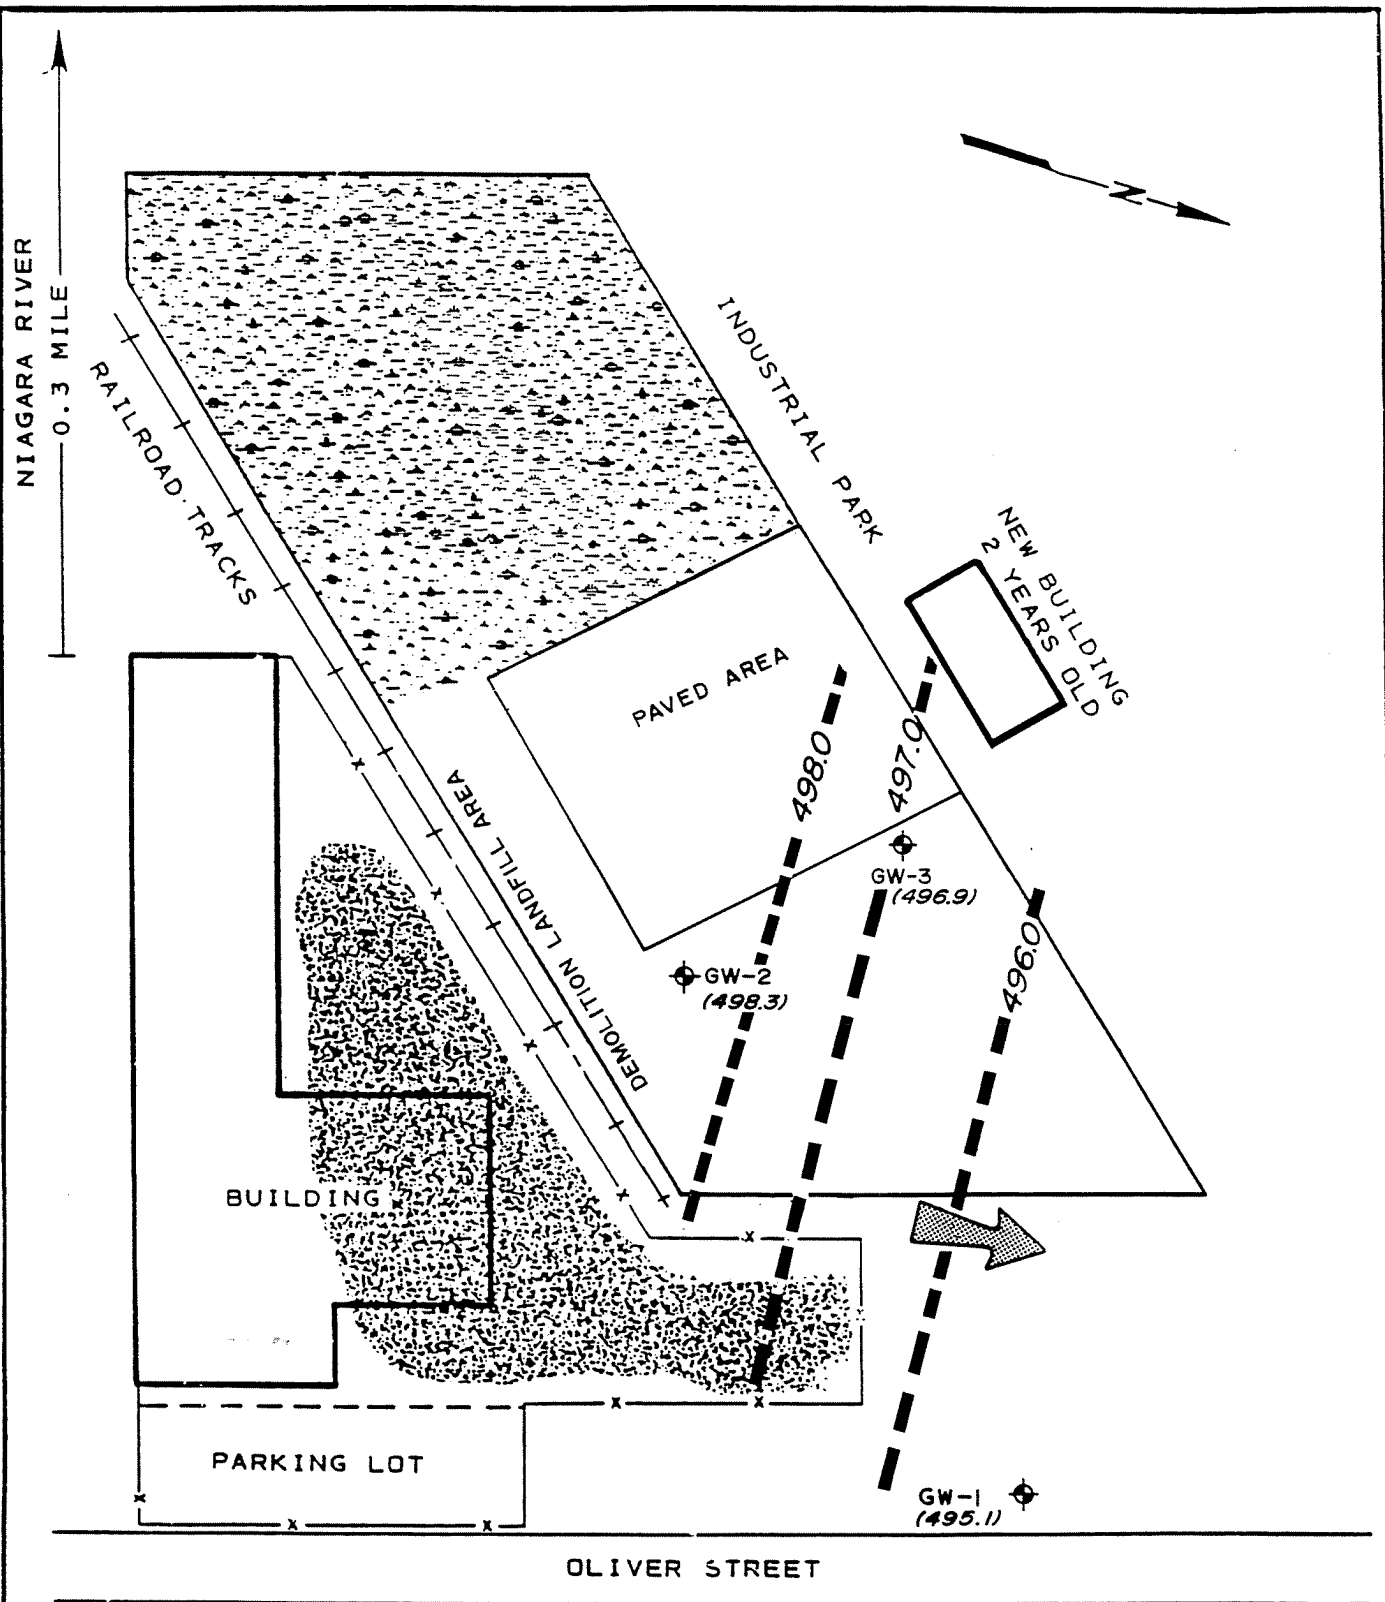 N
NIAGARA RIVER
0.3 MILE
RAILROAD TRACKS
INDUSTRIAL PARK
NEW BUILDING
2 YEARS OLD
PAVED AREA
498.0
497.0
496.0
DEMOLITION LANDFILL AREA
GW-3
(496.9)
GW-2
(498.3)
BUILDING
PARKING LOT
GW-1
(495.1)
OLIVER STREET